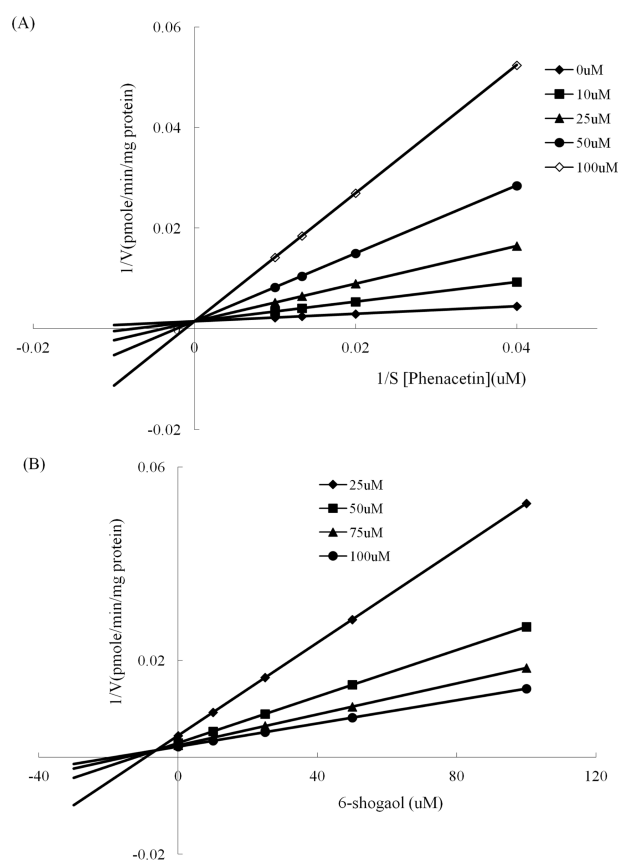 (A)
0.06
0.04
0.02
-0.02
-0.02
0
0.02
0.04
1/V(pmole/min/mg protein)
1/S [Phenacetin](uM)
0uM
10uM
25uM
50uM
100uM
(B)
0.06
0.02
-0.02
-40
0
40
80
120
1/V(pmole/min/mg protein)
6-shogaol (uM)
25uM
50uM
75uM
100uM